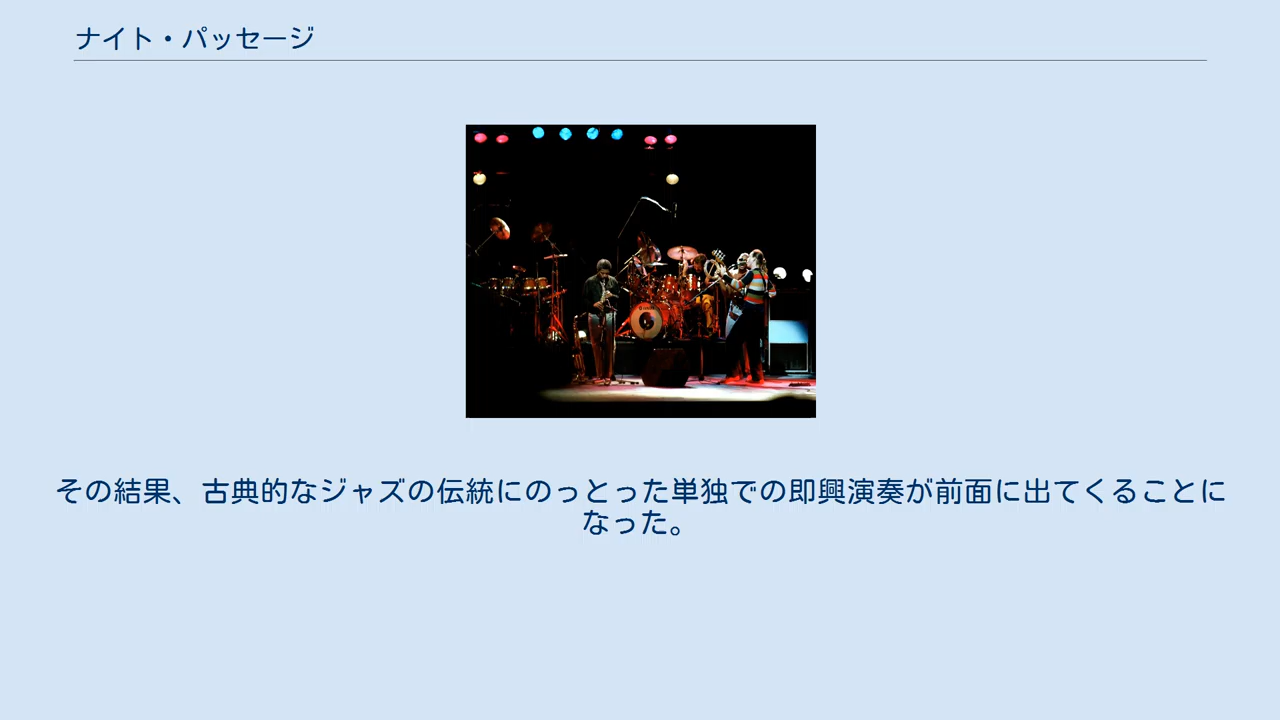 ナイト・パッセージ
その結果、古典的なジャズの伝統にのっとった単独での即興演奏が前面に出てくることに
なった。